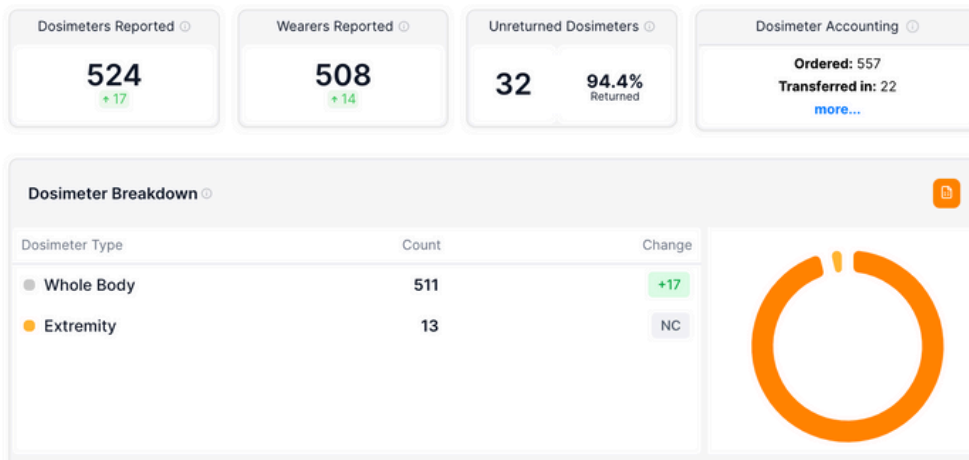 Dosimeters Reported
524
↑ 17
Wearers Reported
508
↑ 14
Unreturned Dosimeters
32
94.4%
Returned
Dosimeter Accounting
Ordered: 557
Transferred in: 22
more...
Dosimeter Breakdown
Dosimeter Type Count Change
Whole Body 511 +17
Extremity 13 NC